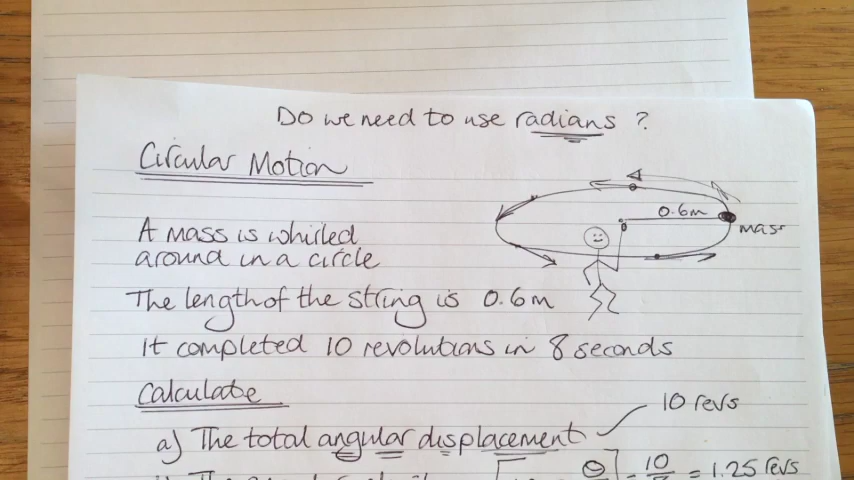 Do we need to use radians ?
Circular Motion
0.6m
mass
A mass is whirled
around in a circle
The length of the string is 0.6m
It completed 10 revolutions in 8 seconds
Calculate
10 revs
a) The total angular displacement
θ = 10 = 1.25 revs